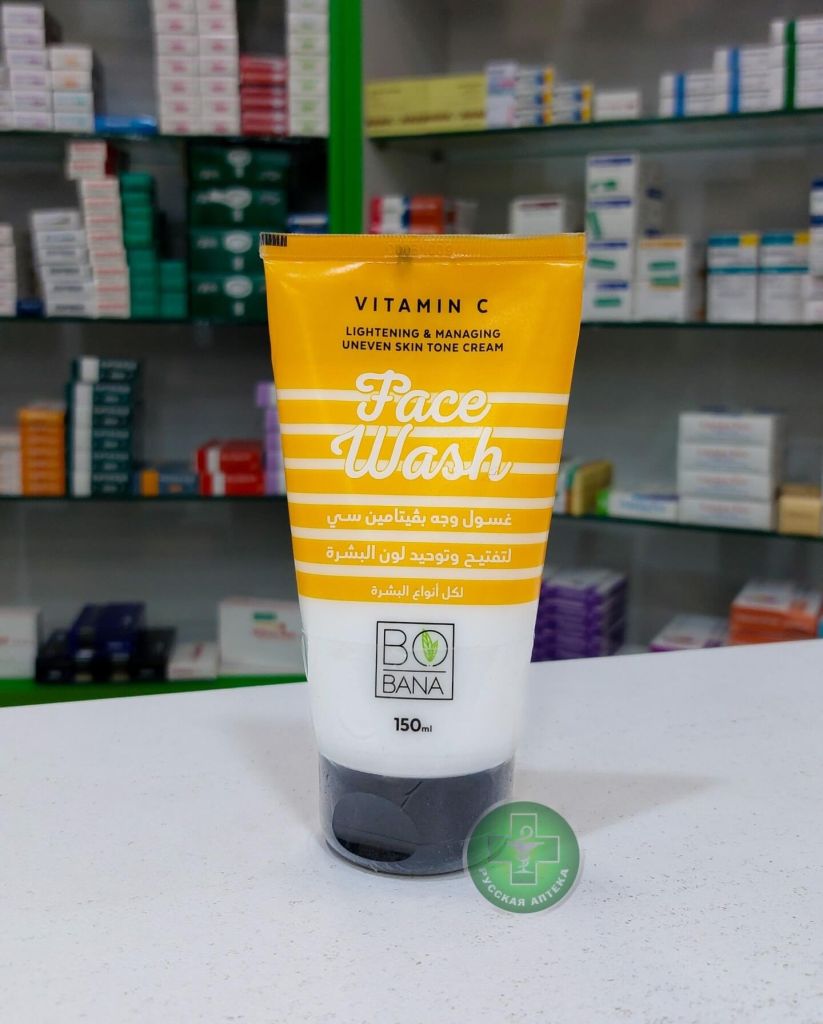 VITAMIN C
LIGHTENING & MANAGING
UNEVEN SKIN TONE CREAM
Face
Wash
غسول وجه بڤيتامين سي
لتفتيح وتوحيد لون البشرة
لكل أنواع البشرة
BO
BANA
150ml
РУССКАЯ АПТЕКА